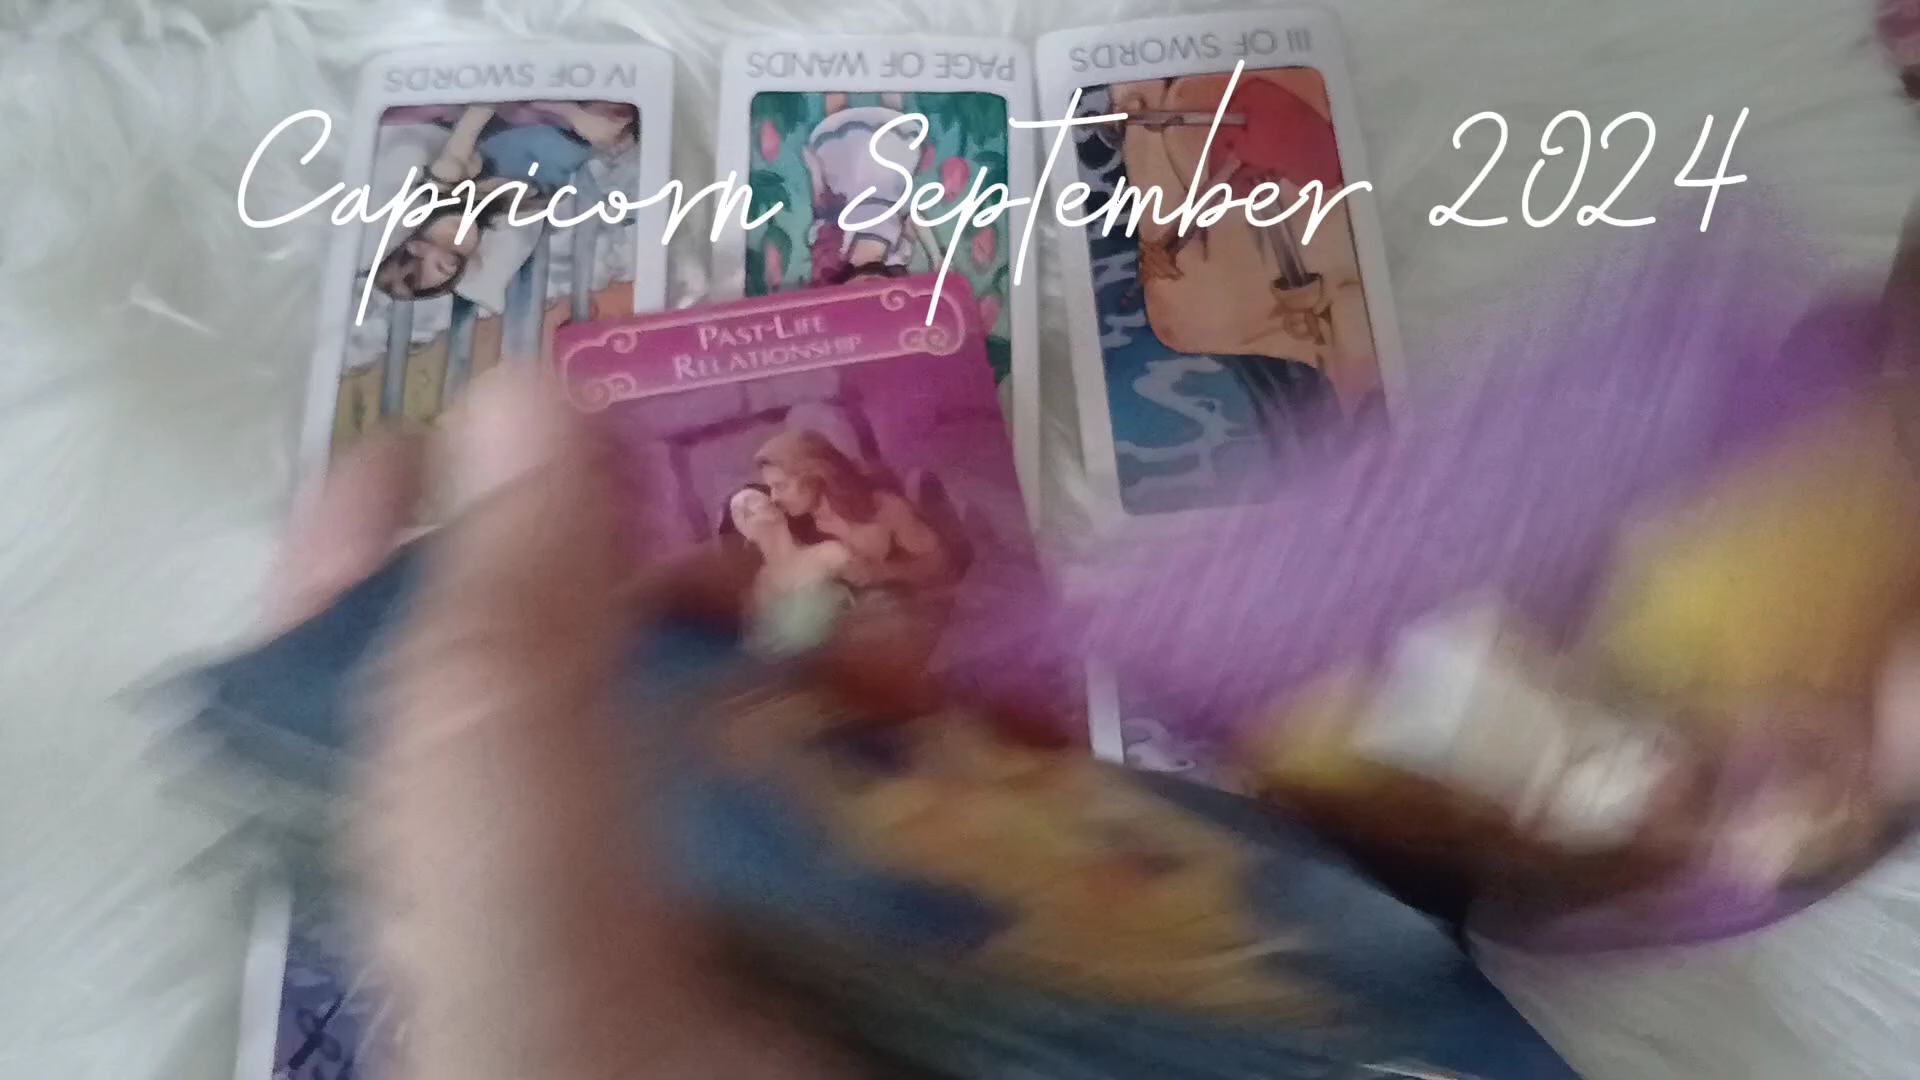 IV OF SWORDS
PAGE OF WANDS
III OF SWORDS
Capricorn September 2024
PAST-LIFE
RELATIONSHIP